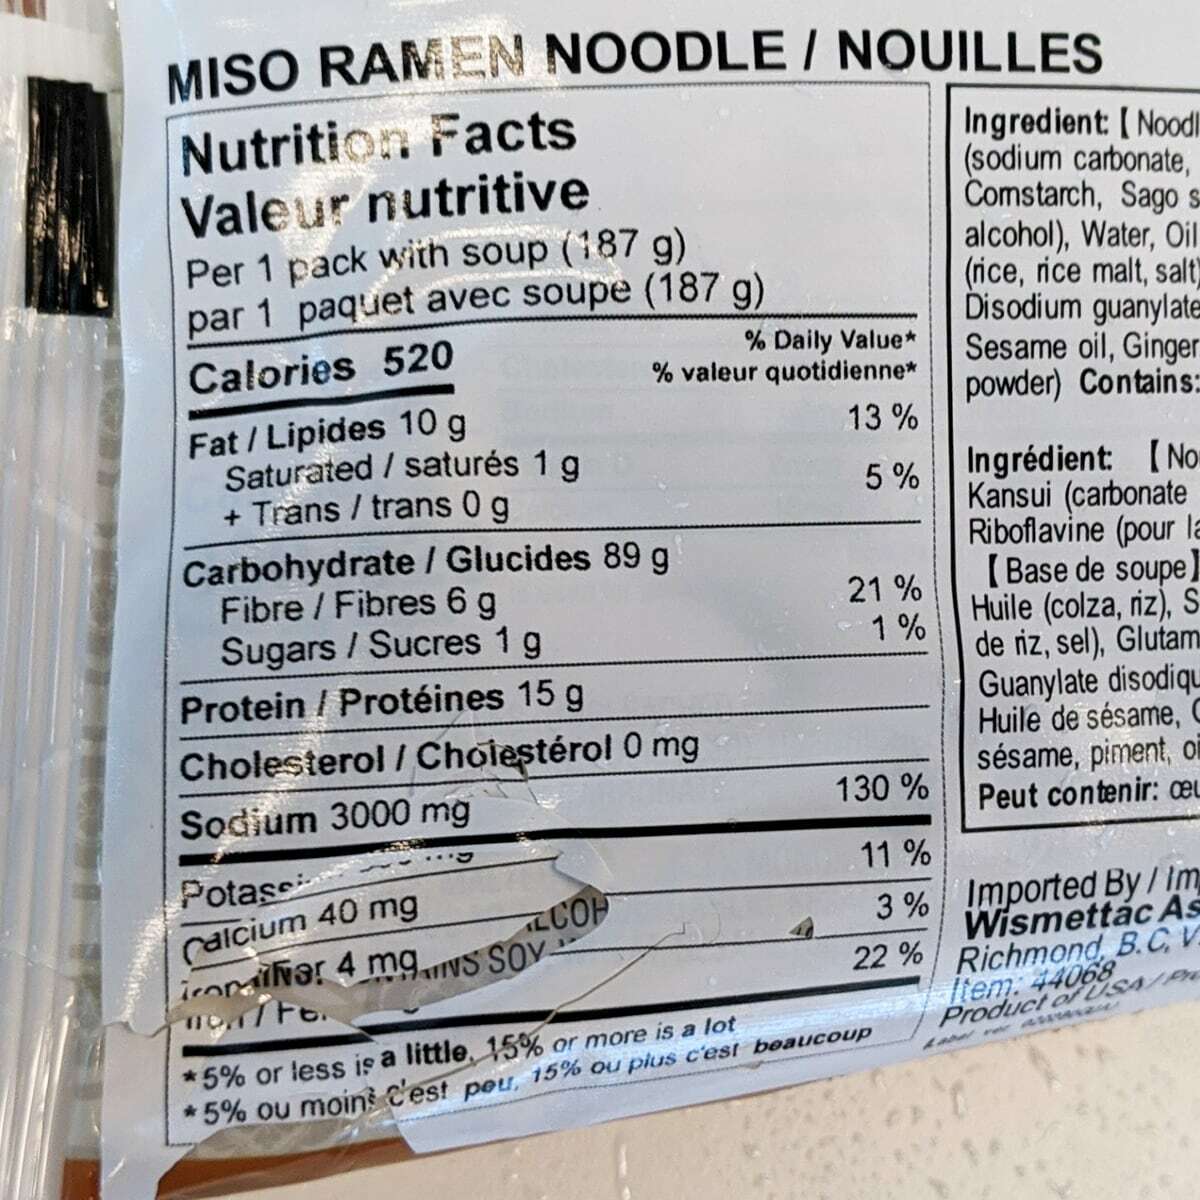 MISO RAMEN NOODLE / NOUILLES
Nutrition Facts
Valeur nutritive
Per 1 pack with soup (187 g)
par 1 paquet avec soupe (187 g)
Calories 520
% Daily Value*
% valeur quotidienne*
Fat / Lipides 10 g 13 %
Saturated / saturés 1 g 5 %
+ Trans / trans 0 g
Carbohydrate / Glucides 89 g
Fibre / Fibres 6 g 21 %
Sugars / Sucres 1 g 1 %
Protein / Protéines 15 g
Cholesterol / Cholestérol 0 mg
Sodium 3000 mg 130 %
11 %
Calcium 40 mg 3 %
4 mg 22 %
SOY
* 5% or less is a little, 15% or more is a lot
* 5% ou moins c'est peu, 15% ou plus c'est beaucoup
Ingredient: 【 Noodl
(sodium carbonate,
Cornstarch, Sago s
alcohol), Water, Oil
(rice, rice malt, salt)
Disodium guanylate
Sesame oil, Ginger
powder) Contains:
Ingrédient: 【 No
Kansui (carbonate
Riboflavine (pour la
【 Base de soupe】
Huile (colza, riz), S
de riz, sel), Glutam
Guanylate disodiqu
Huile de sésame,
sésame, piment,
Peut contenir:
Imported By / Im
Wismettac As
Richmond, B.C, V
Item: 44068
Product of USA / Pr